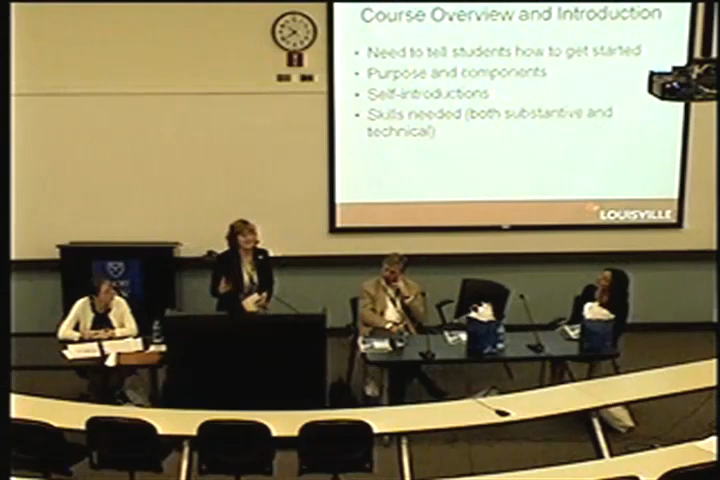 Course Overview and Introduction
• Need to tell students how to get started
• Purpose and components
• Self-introductions
• Skills needed (both substantive and
technical)
LOUISVILLE